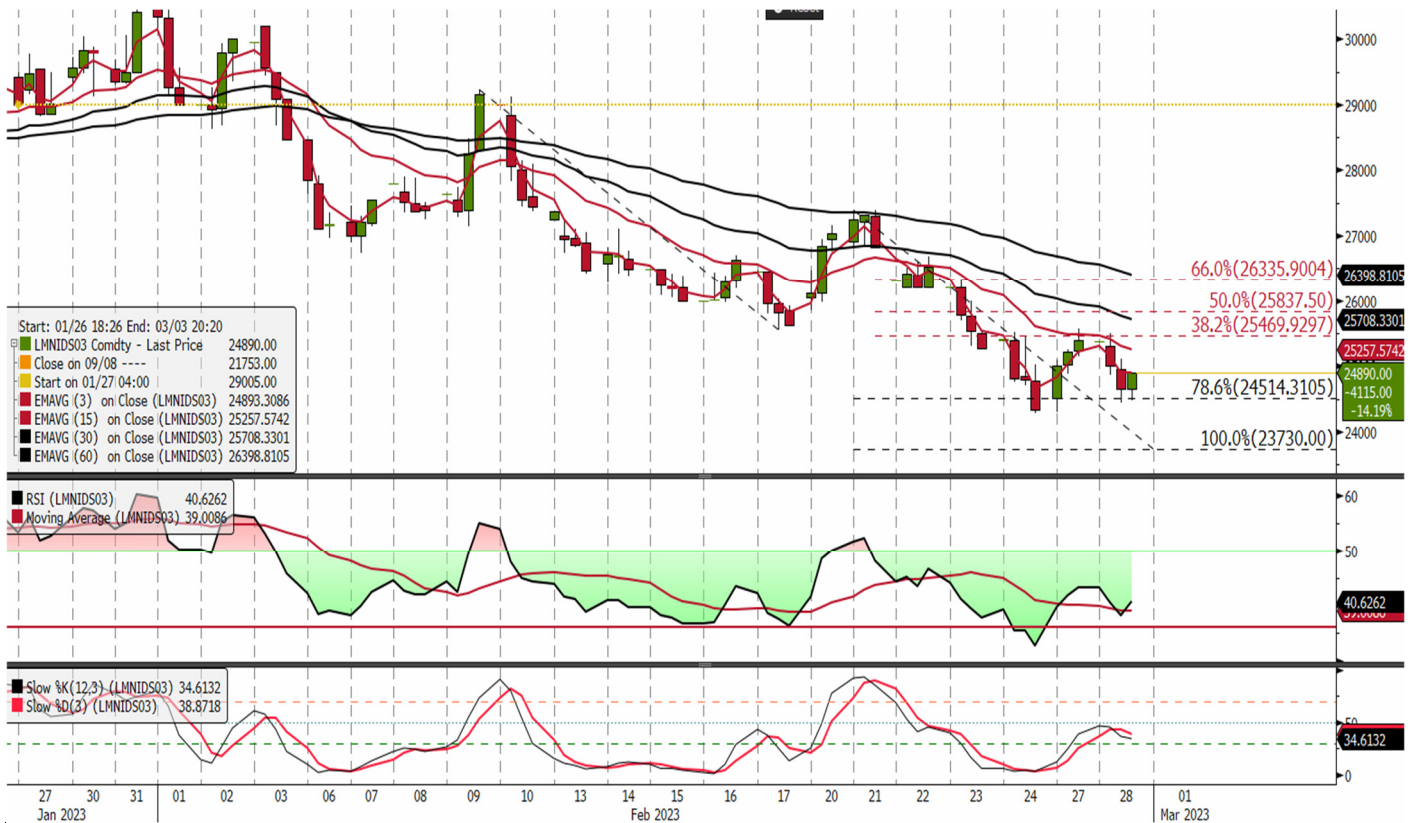 Reset
30000
29000
28000
27000
26000
24000
66.0%(26335.9004)
50.0%(25837.50)
38.2%(25469.9297)
78.6%(24514.3105)
100.0%(23730.00)
26398.8105
25708.3301
25257.5742
24890.00
-4115.00
-14.19%
Start: 01/26 18:26 End: 03/03 20:20
LMNIDS03 Comdty - Last Price 24890.00
Close on 09/08 ---- 21753.00
Start on 01/27 04:00 29005.00
EMAVG (3) on Close (LMNIDS03) 24893.3086
EMAVG (15) on Close (LMNIDS03) 25257.5742
EMAVG (30) on Close (LMNIDS03) 25708.3301
EMAVG (60) on Close (LMNIDS03) 26398.8105
RSI (LMNIDS03) 40.6262
Moving Average (LMNIDS03) 39.0086
60
50
40.6262
39.0086
Slow %K(12,3) (LMNIDS03) 34.6132
Slow %D(3) (LMNIDS03) 38.8718
50
34.6132
0
27 30 31 01 02 03 06 07 08 09 10 13 14 15 16 17 20 21 22 23 24 27 28 01
Jan 2023 Feb 2023 Mar 2023